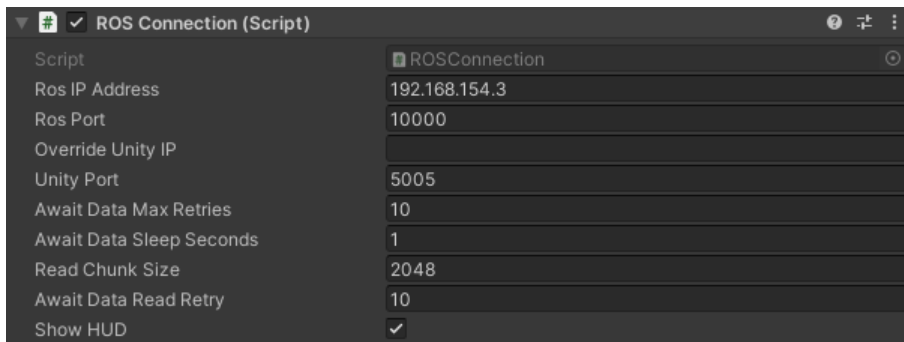 # ROS Connection (Script)
Script # ROSConnection
Ros IP Address 192.168.154.3
Ros Port 10000
Override Unity IP
Unity Port 5005
Await Data Max Retries 10
Await Data Sleep Seconds 1
Read Chunk Size 2048
Await Data Read Retry 10
Show HUD